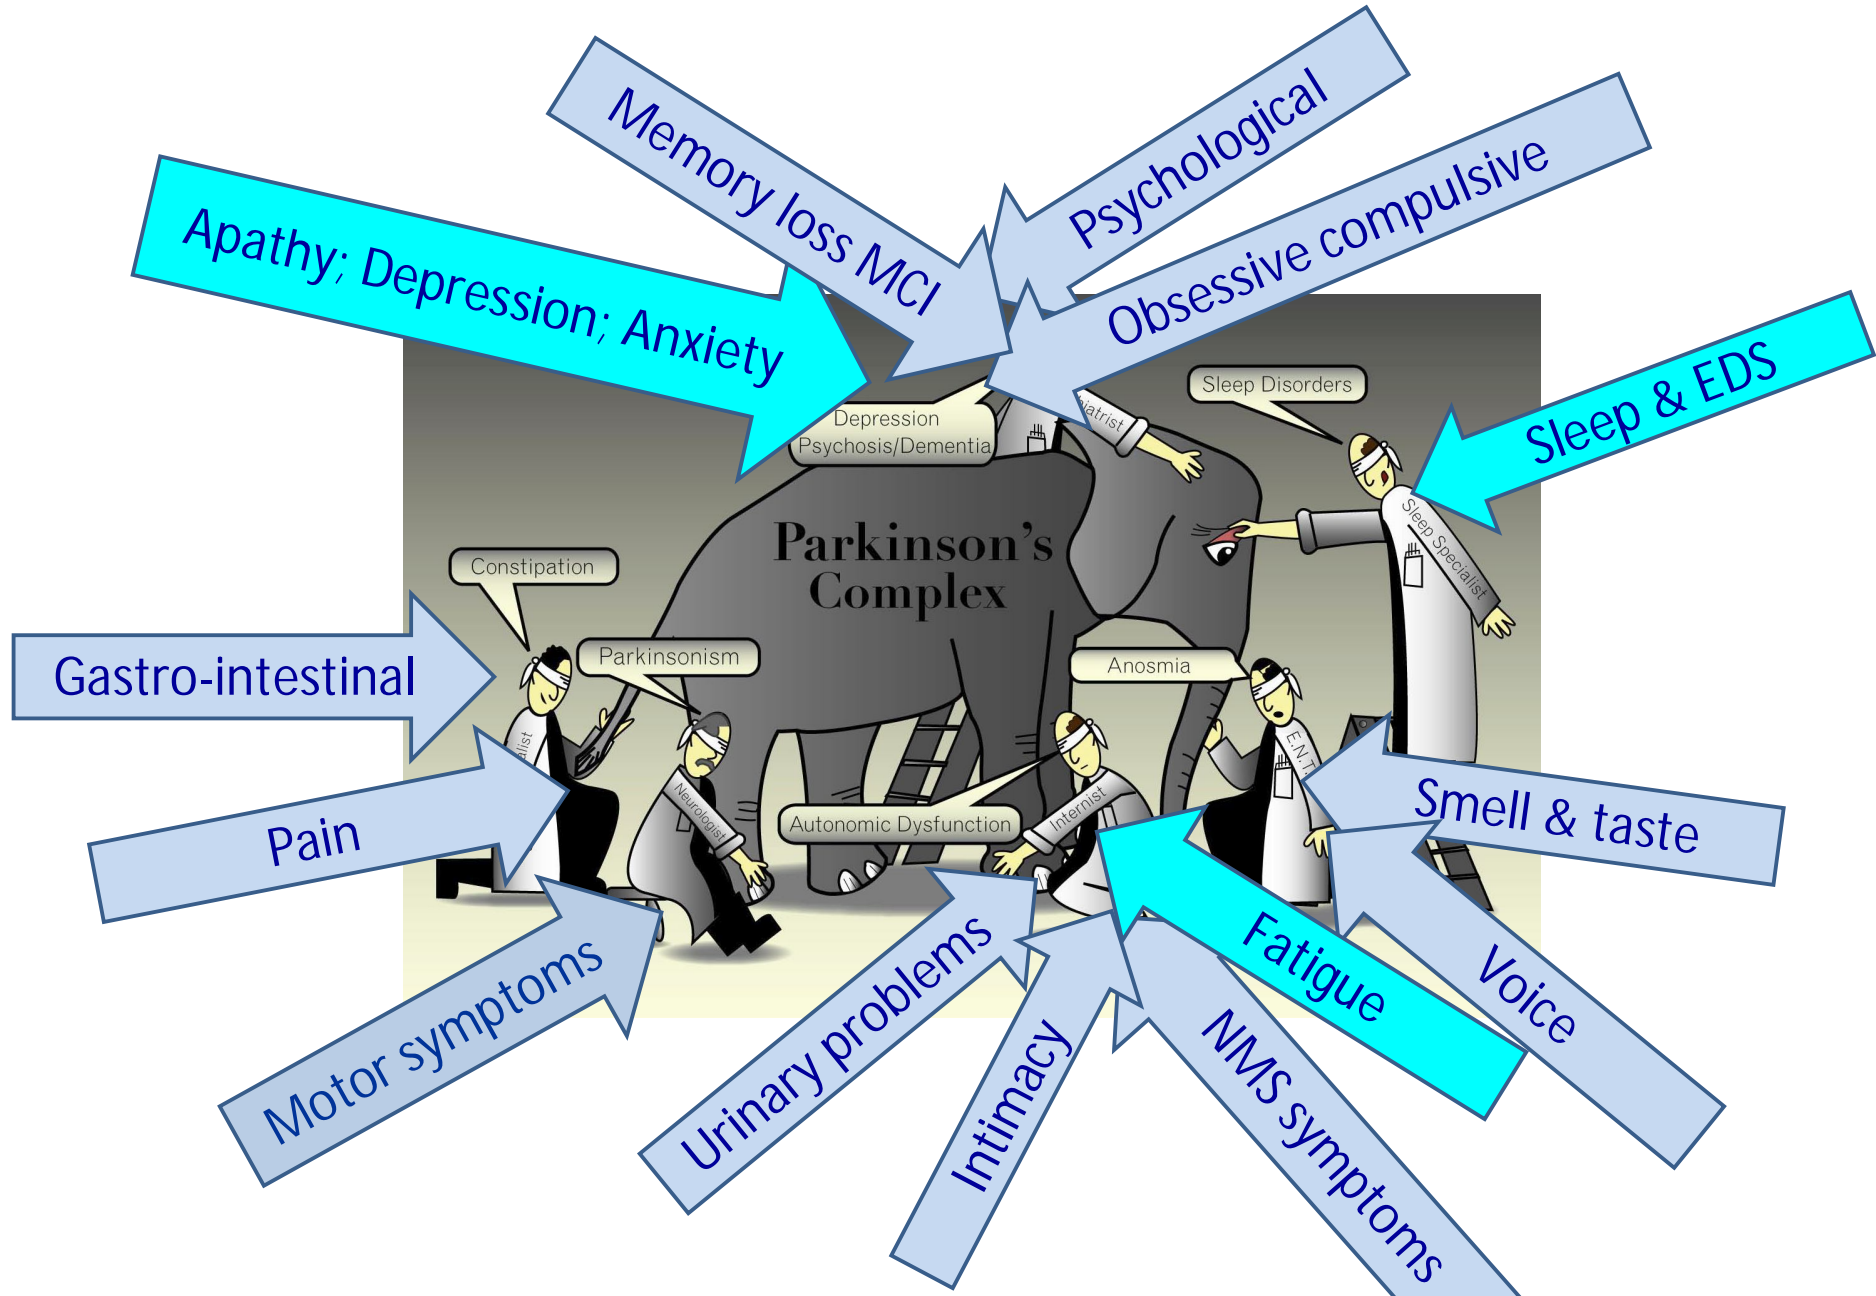 Memory loss MCI
Psychological
Obsessive compulsive
Apathy; Depression; Anxiety
Sleep & EDS
Sleep Disorders
Depression
Psychosis/Dementia
iatrist
Sleep Specialist
Parkinson's
Complex
Constipation
Gastro-intestinal
Parkinsonism
Anosmia
alist
E.N.T.
Neurologist
Internist
Autonomic Dysfunction
Pain
Smell & taste
Motor symptoms
Urinary problems
Intimacy
NMS symptoms
Fatigue
Voice